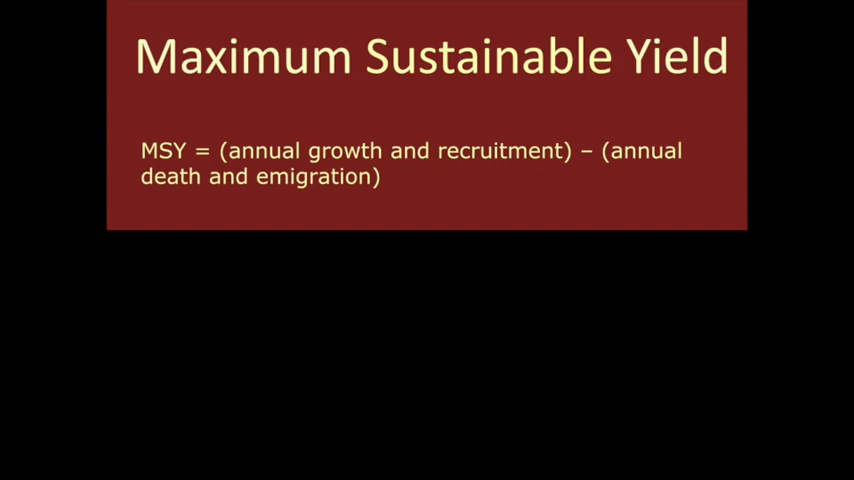 Maximum Sustainable Yield
MSY = (annual growth and recruitment) – (annual
death and emigration)